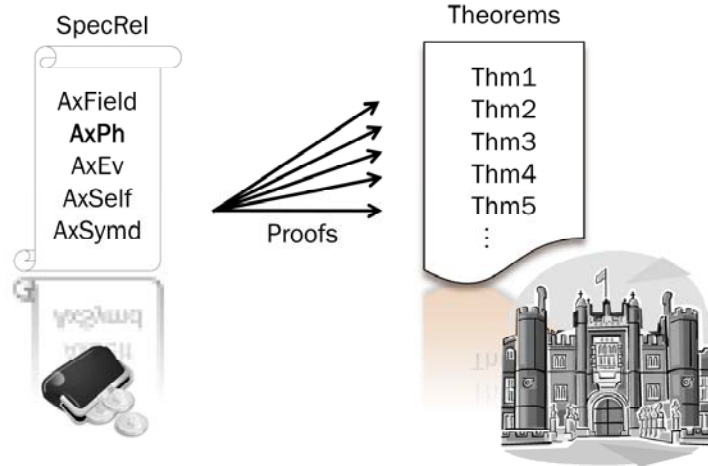 SpecRel
AxField
AxPh
AxEv
AxSelf
AxSymd
Proofs
Theorems
Thm1
Thm2
Thm3
Thm4
Thm5
⋮